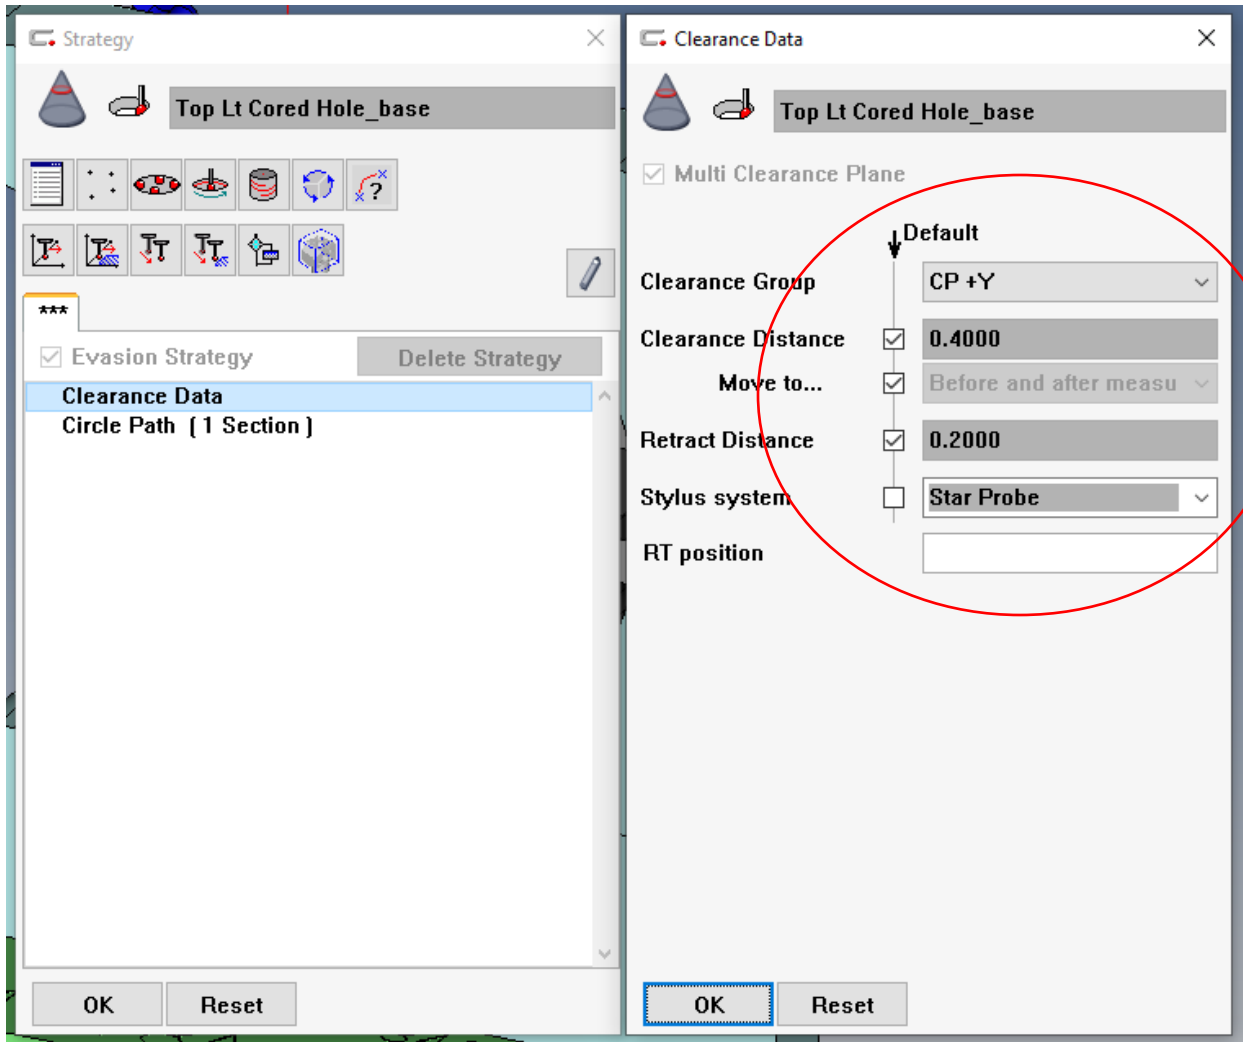 Strategy
Top Lt Cored Hole_base
?
***
Evasion Strategy
Delete Strategy
Clearance Data
Circle Path ( 1 Section )
OK
Reset
Clearance Data
Top Lt Cored Hole_base
Multi Clearance Plane
Default
Clearance Group
CP +Y
Clearance Distance
0.4000
Move to...
Before and after measu
Retract Distance
0.2000
Stylus system
Star Probe
RT position
OK
Reset